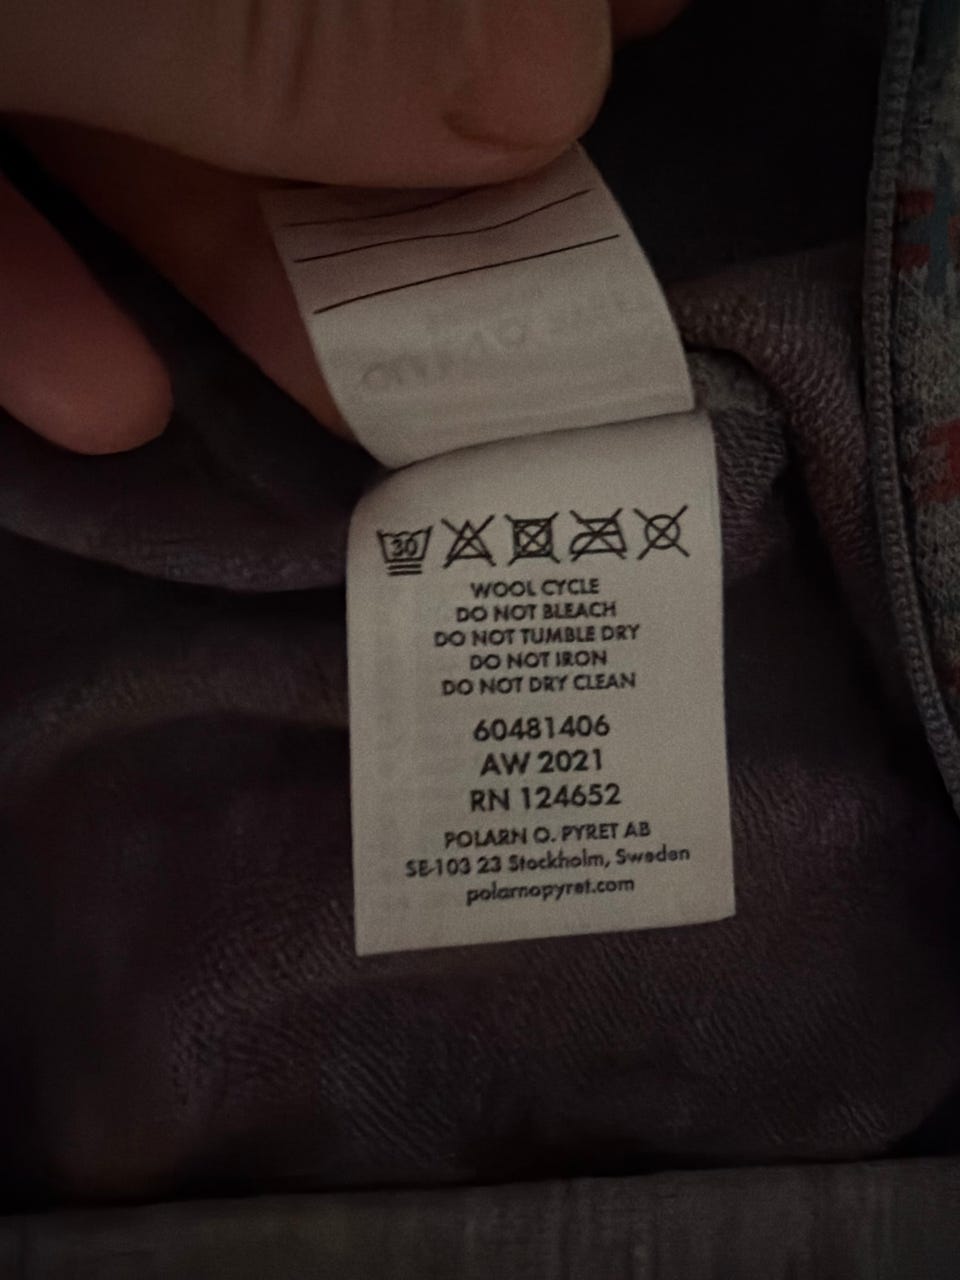 30
WOOL CYCLE
DO NOT BLEACH
DO NOT TUMBLE DRY
DO NOT IRON
DO NOT DRY CLEAN
60481406
AW 2021
RN 124652
POLARN O. PYRET AB
SE-103 23 Stockholm, Sweden
polarnopyret.com